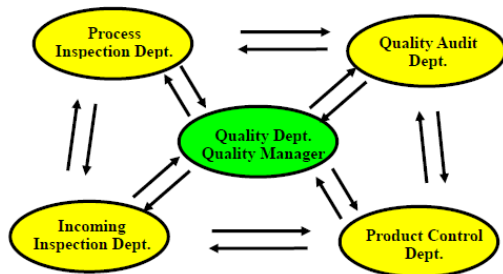 Process
Inspection Dept.
Quality Audit
Dept.
Quality Dept.
Quality Manager
Incoming
Inspection Dept.
Product Control
Dept.